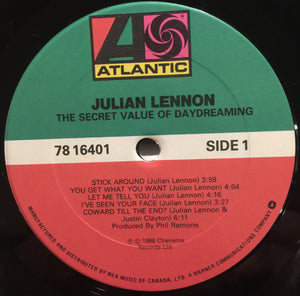 ATLANTIC
JULIAN LENNON
THE SECRET VALUE OF DAYDREAMING
78 16401 SIDE 1
STICK AROUND (Julian Lennon) 3:58
YOU GET WHAT YOU WANT (Julian Lennon) 4:04
LET ME TELL YOU (Julian Lennon) 4:11
I'VE SEEN YOUR FACE (Julian Lennon) 3:27
COWARD TILL THE END? (Julian Lennon &
Justin Clayton) 6:11
Produced By Phil Ramone
℗ © 1986 Charisma
Records Ltd.
MANUFACTURED AND DISTRIBUTED BY WEA MUSIC OF CANADA, LTD. A WARNER COMMUNICATIONS COMPANY